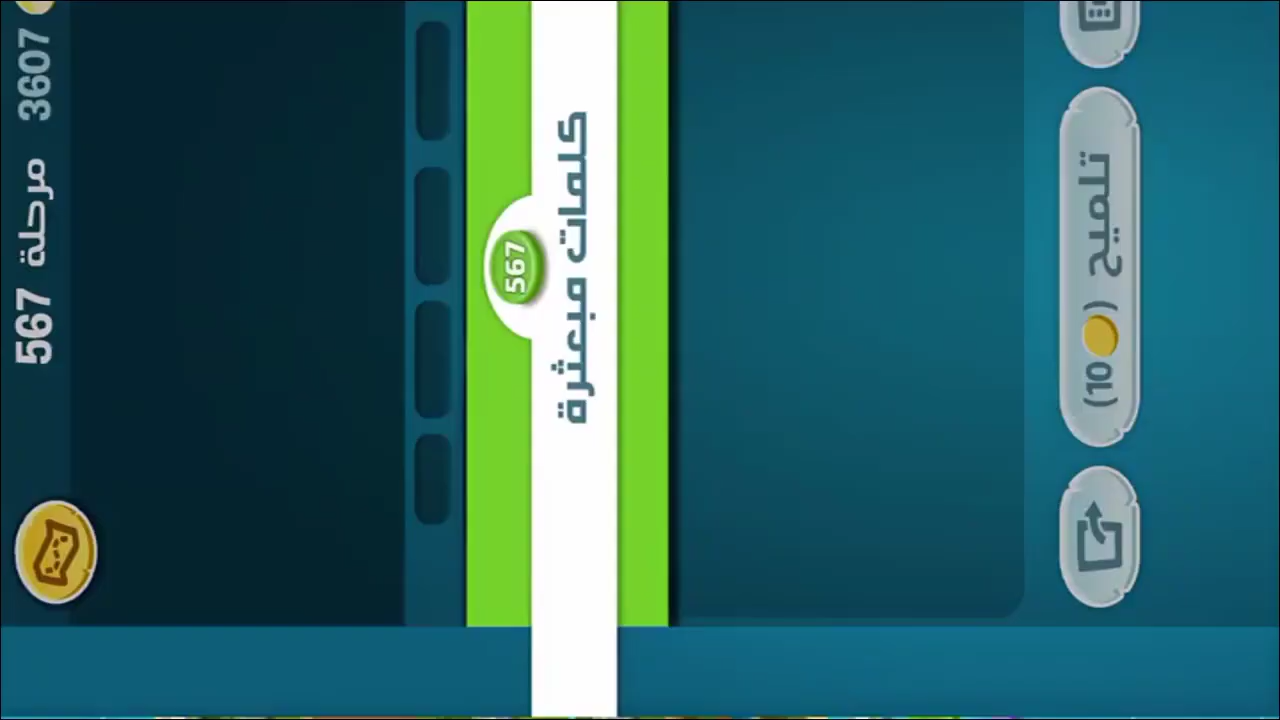 3607
مرحلة 567
567
كلمات مبعثرة
تلميح
(10
)